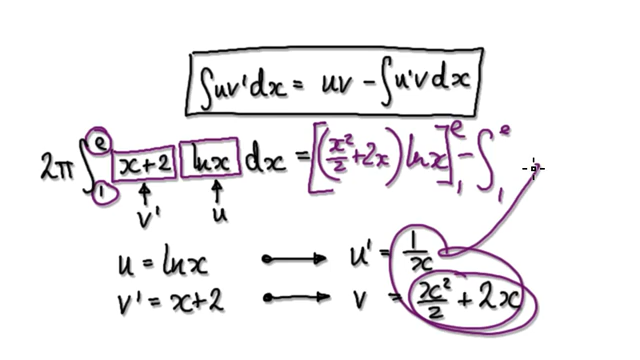 ∫uv'dx = uv - ∫u'vdx
2π ∫₁ᵉ x+2 lnx dx = [(x²/2 + 2x) lnx]₁ᵉ - ∫₁ᵉ
v' u
u = lnx → u' = 1/x
v' = x+2 → v = x²/2 + 2x